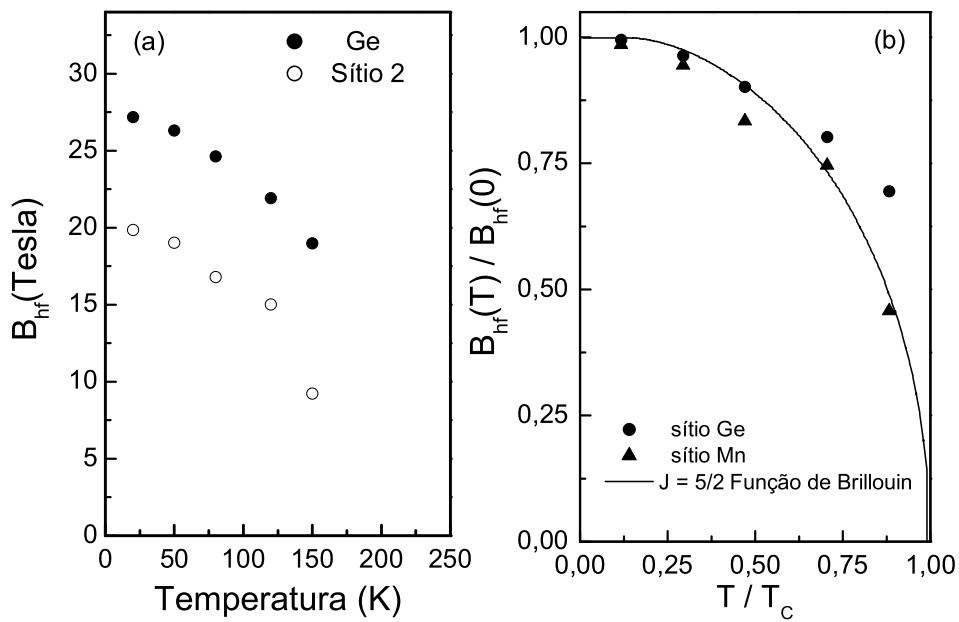 (a)
Ge
Sítio 2
30
25
20
15
10
5
0
B_hf(Tesla)
0 50 100 150 200 250
Temperatura (K)
(b)
1,00
0,75
0,50
0,25
0,00
B_hf(T) / B_hf(0)
sítio Ge
sítio Mn
J = 5/2 Função de Brillouin
0,00 0,25 0,50 0,75 1,00
T / T_C